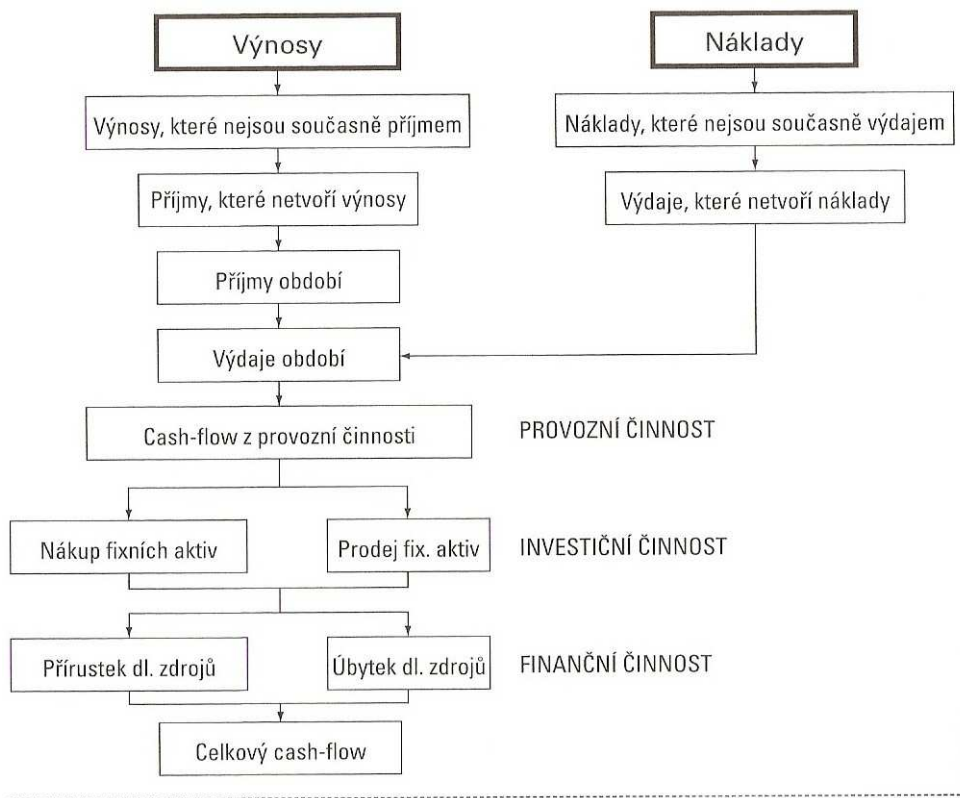 Výnosy
Náklady
Výnosy, které nejsou současně příjmem
Náklady, které nejsou současně výdajem
Příjmy, které netvoří výnosy
Výdaje, které netvoří náklady
Příjmy období
Výdaje období
Cash-flow z provozní činnosti
PROVOZNÍ ČINNOST
Nákup fixních aktiv
Prodej fix. aktiv
INVESTIČNÍ ČINNOST
Přírustek dl. zdrojů
Úbytek dl. zdrojů
FINANČNÍ ČINNOST
Celkový cash-flow